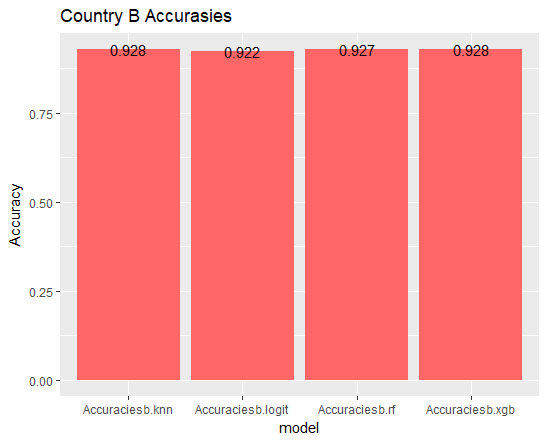 Country B Accurasies
0.928
0.922
0.927
0.928
0.75
0.50
0.25
0.00
Accuracy
Accuraciesb.knn
Accuraciesb.logit
Accuraciesb.rf
Accuraciesb.xgb
model